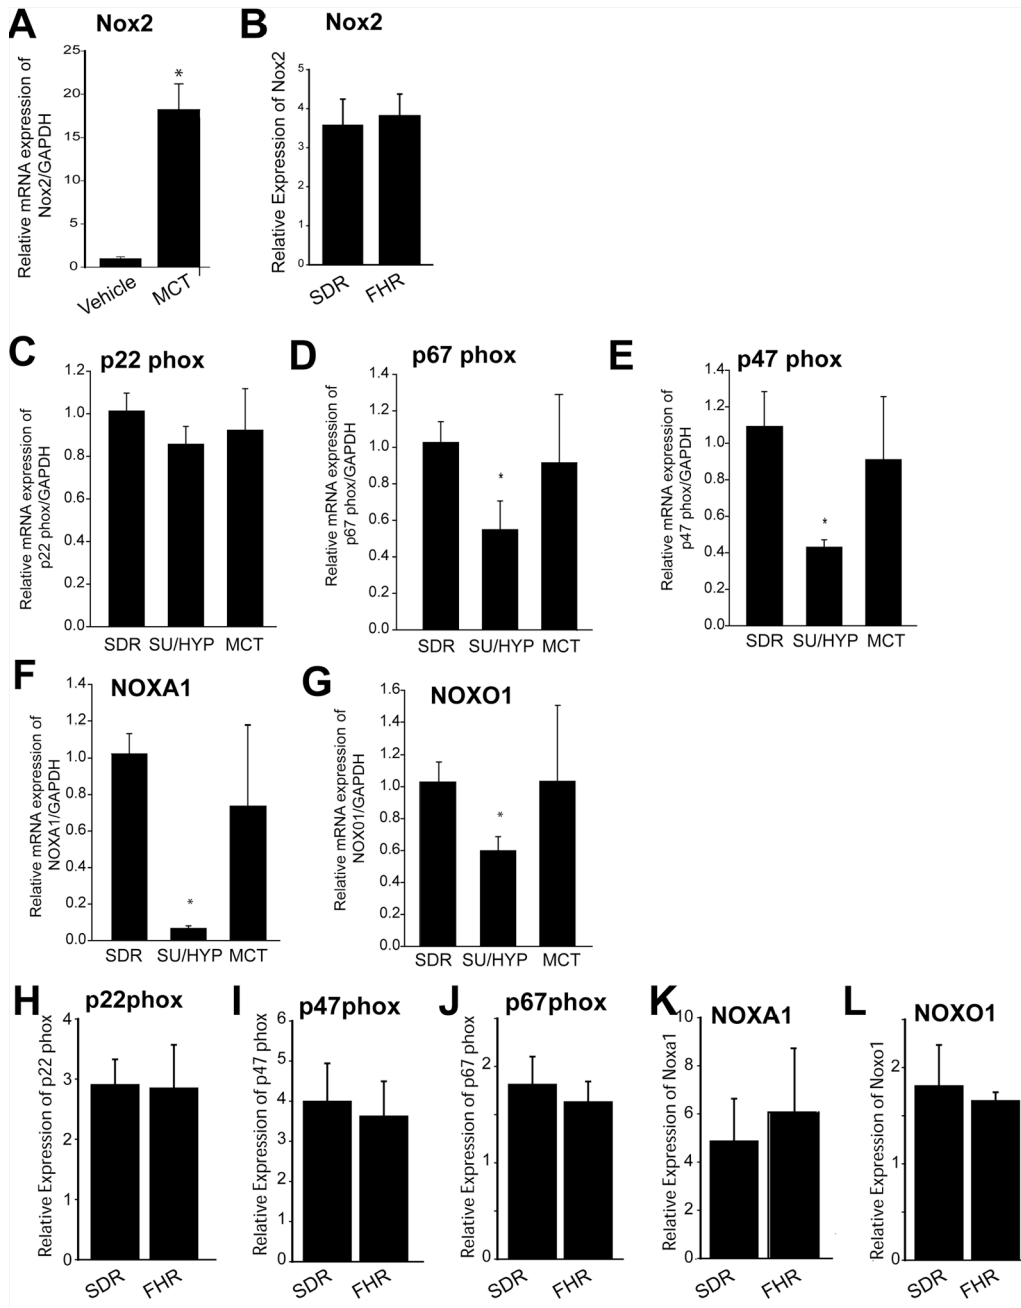 A
Nox2
Relative mRNA expression of
Nox2/GAPDH
25
20
15
10
5
0
*
Vehicle
MCT
B
Nox2
Relative Expression of Nox2
5
4
3
2
1
0
SDR
FHR
C
p22 phox
Relative mRNA expression of
p22 phox/GAPDH
1.2
1.0
0.8
0.6
0.4
0.2
0.0
SDR SU/HYP MCT
D
p67 phox
Relative mRNA expression of
p67 phox/GAPDH
1.4
1.2
1.0
0.8
0.6
0.4
0.2
0.0
*
SDR SU/HYP MCT
E
p47 phox
Relative mRNA expression of
p47 phox/GAPDH
1.4
1.2
1.0
0.8
0.6
0.4
0.2
0.0
*
SDR SU/HYP MCT
F
NOXA1
Relative mRNA expression of
NOXA1/GAPDH
1.4
1.2
1.0
0.8
0.6
0.4
0.2
0.0
*
SDR SU/HYP MCT
G
NOXO1
Relative mRNA expression of
NOX01/GAPDH
1.6
1.4
1.2
1.0
0.8
0.6
0.4
0.2
0.0
*
SDR SU/HYP MCT
H
p22phox
Relative Expression of p22 phox
4
3
2
1
0
SDR
FHR
I
p47phox
Relative Expression of p47 phox
6
5
4
3
2
1
0
SDR
FHR
J
p67phox
Relative Expression of p67 phox
2
1
0
SDR
FHR
K
NOXA1
Relative Expression of Noxa1
10
8
6
4
2
0
SDR
FHR
L
NOXO1
Relative Expression of Noxo1
2
1
0
SDR
FHR